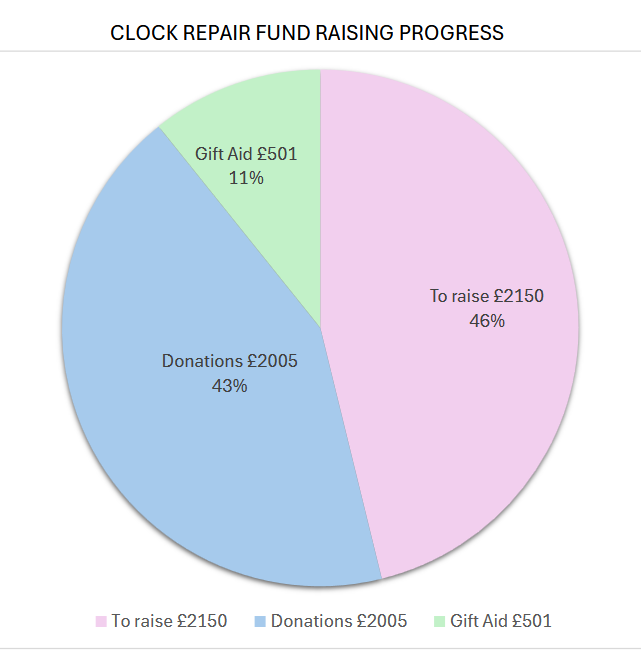 CLOCK REPAIR FUND RAISING PROGRESS
Gift Aid £501
11%
To raise £2150
46%
Donations £2005
43%
To raise £2150 Donations £2005 Gift Aid £501